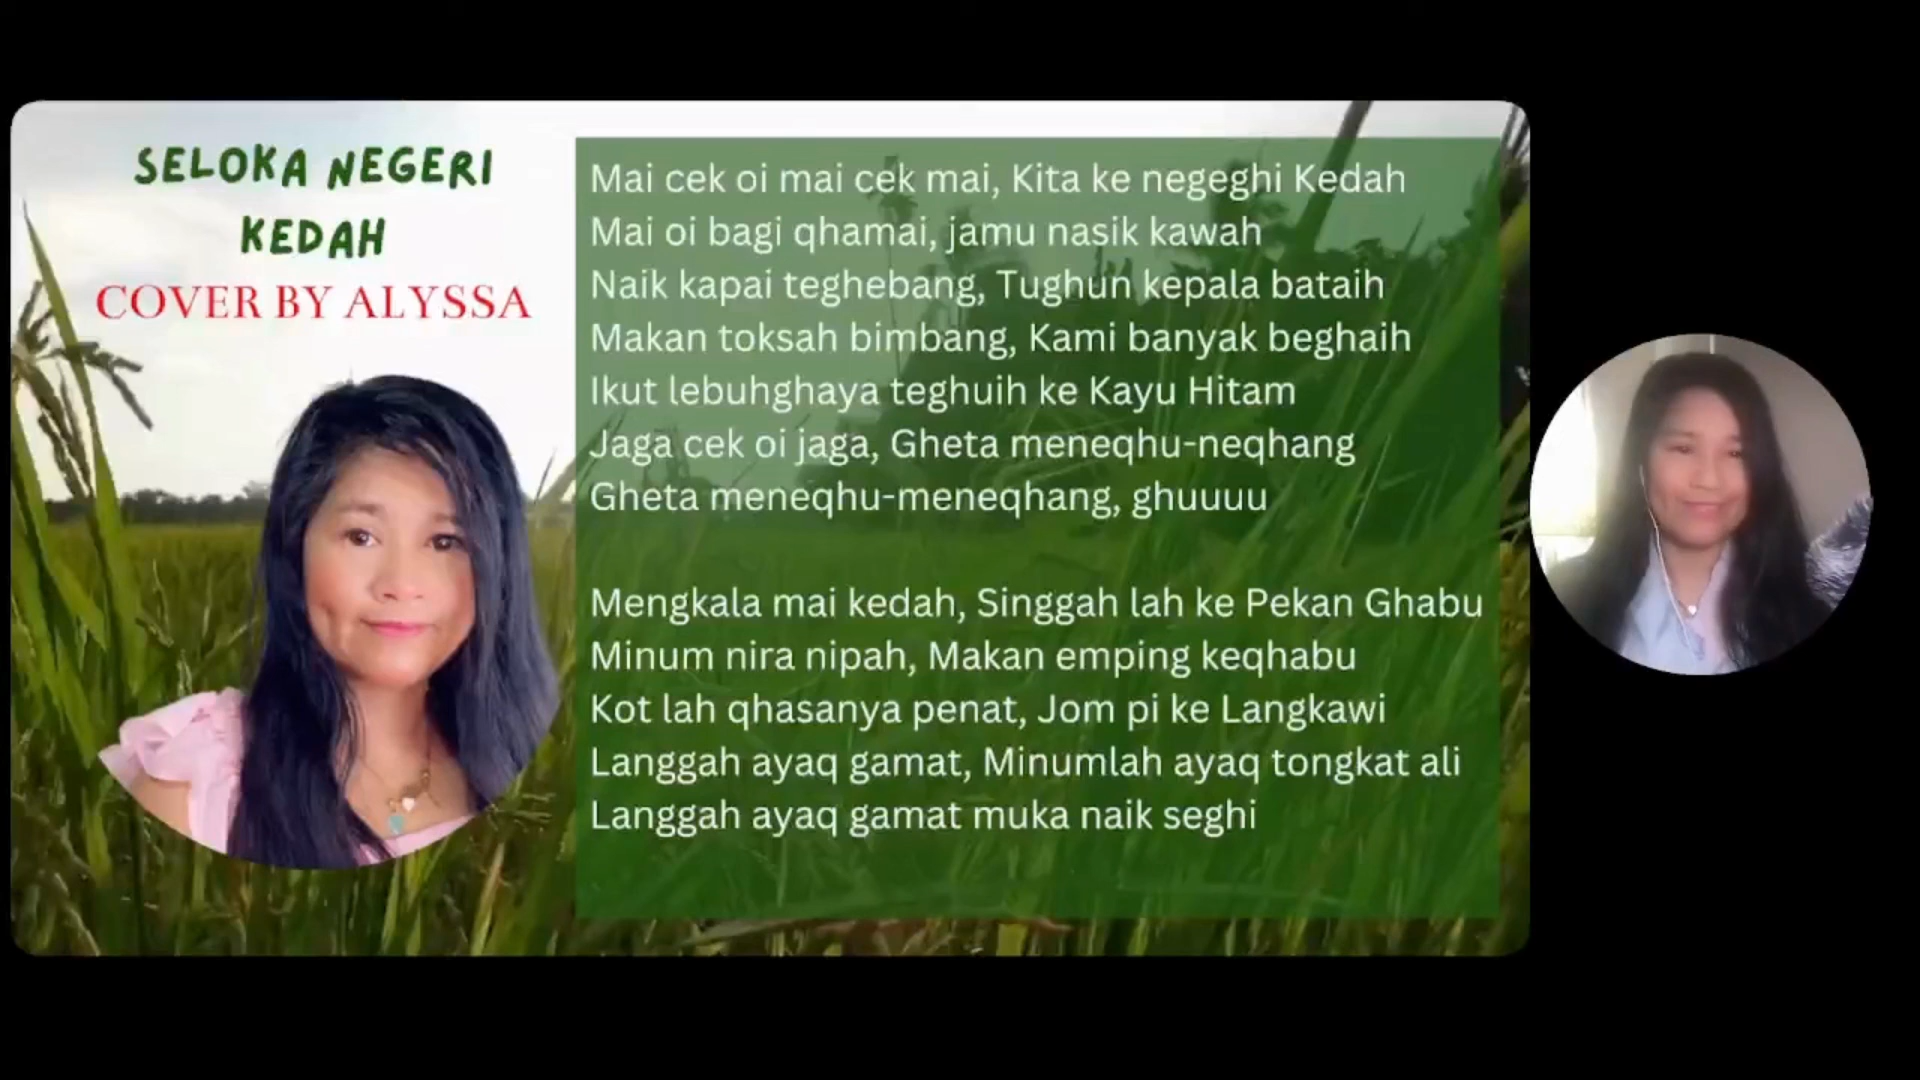 SELOKA NEGERI
KEDAH
COVER BY ALYSSA
Mai cek oi mai cek mai, Kita ke negeghi Kedah
Mai oi bagi qhamai, jamu nasik kawah
Naik kapai teghebang, Tughun kepala bataih
Makan toksah bimbang, Kami banyak beghaih
Ikut lebuhghaya teghuih ke Kayu Hitam
Jaga cek oi jaga, Gheta meneqhu-neqhang
Gheta meneqhu-meneqhang, ghuuuu
Mengkala mai kedah, Singgah lah ke Pekan Ghabu
Minum nira nipah, Makan emping keqhabu
Kot lah qhasanya penat, Jom pi ke Langkawi
Langgah ayaq gamat, Minumlah ayaq tongkat ali
Langgah ayaq gamat muka naik seghi